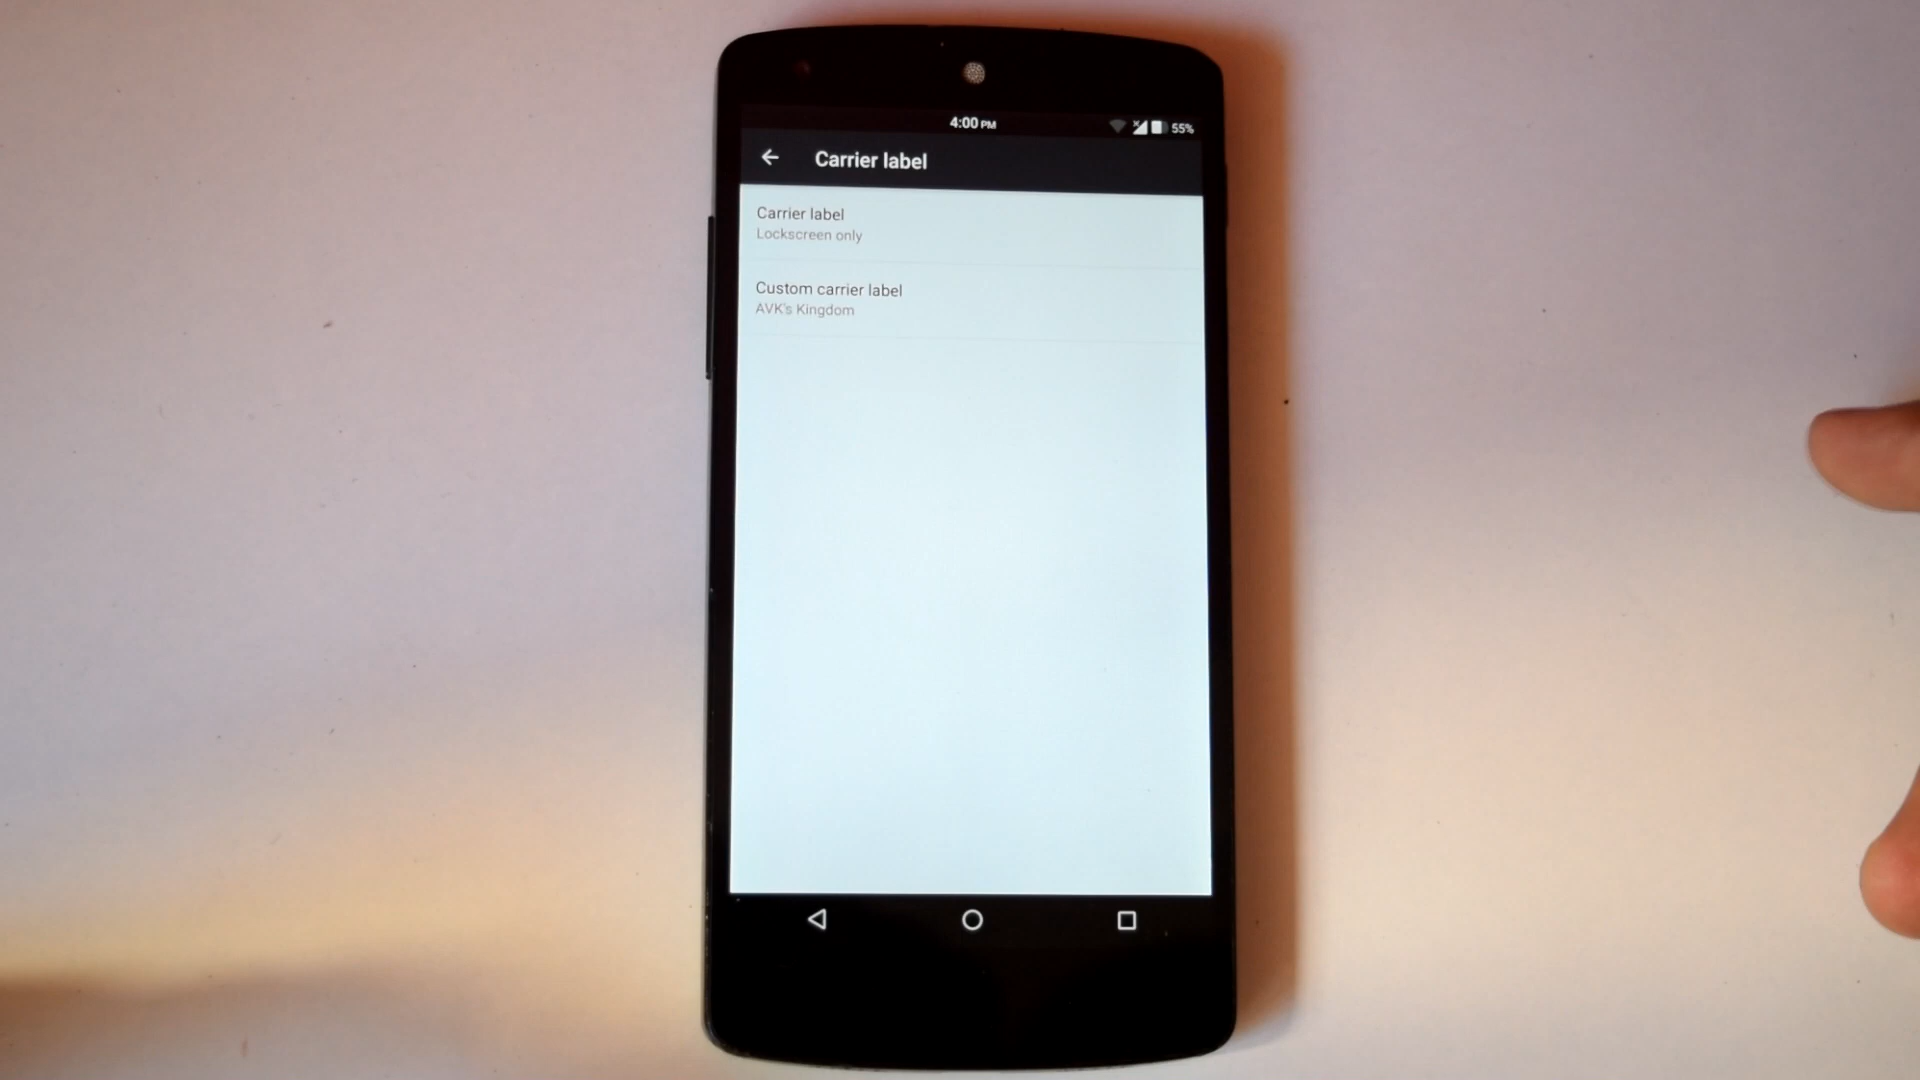 4:00 PM
55%
Carrier label
Carrier label
Lockscreen only
Custom carrier label
AVK's Kingdom